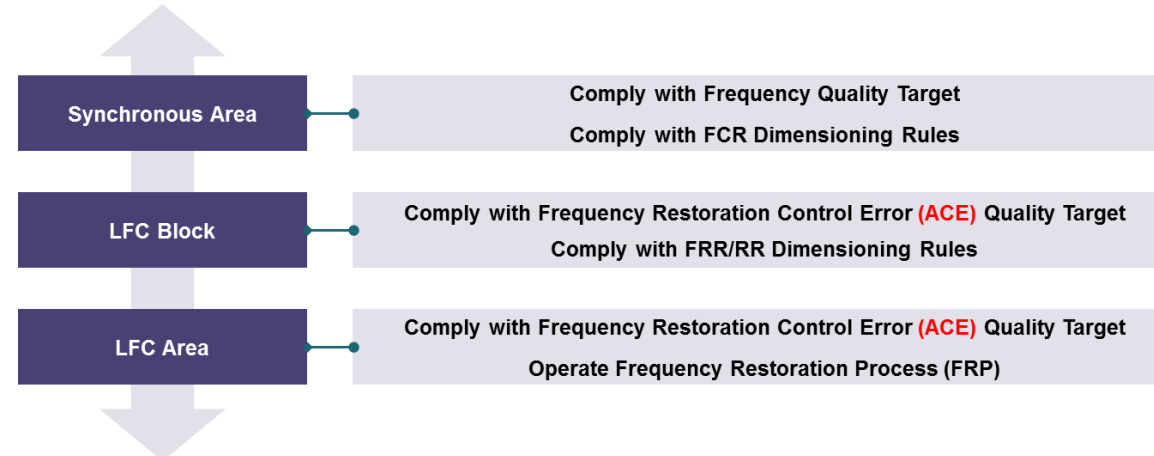 Synchronous Area
Comply with Frequency Quality Target
Comply with FCR Dimensioning Rules
LFC Block
Comply with Frequency Restoration Control Error (ACE) Quality Target
Comply with FRR/RR Dimensioning Rules
LFC Area
Comply with Frequency Restoration Control Error (ACE) Quality Target
Operate Frequency Restoration Process (FRP)